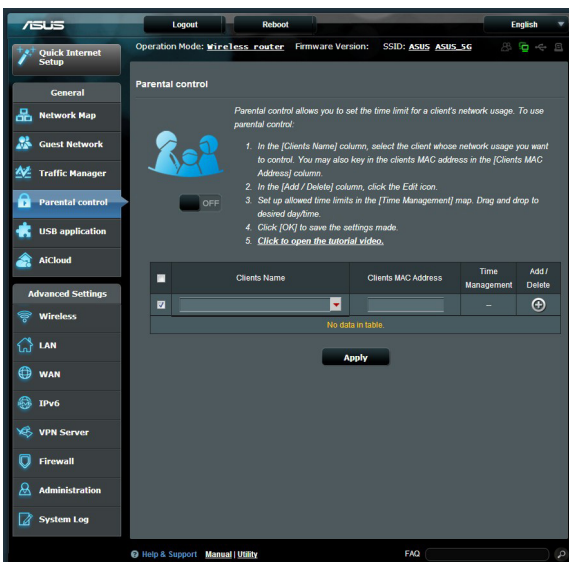 ASUS
Logout Reboot English
Quick Internet
Setup
Operation Mode: Wireless router Firmware Version: SSID: ASUS ASUS_5G
General
Network Map
Guest Network
Traffic Manager
Parental control
USB application
AiCloud
Advanced Settings
Wireless
LAN
WAN
IPv6
VPN Server
Firewall
Administration
System Log
Parental control
Parental control allows you to set the time limit for a client's network usage. To use
parental control:
1. In the [Clients Name] column, select the client whose network usage you want
to control. You may also key in the clients MAC address in the [Clients MAC
Address] column.
2. In the [Add / Delete] column, click the Edit icon.
3. Set up allowed time limits in the [Time Management] map. Drag and drop to
desired day/time.
4. Click [OK] to save the settings made.
5. Click to open the tutorial video.
OFF
Clients Name Clients MAC Address Time
Management Add /
Delete
–
No data in table.
Apply
Help & Support Manual | Utility FAQ